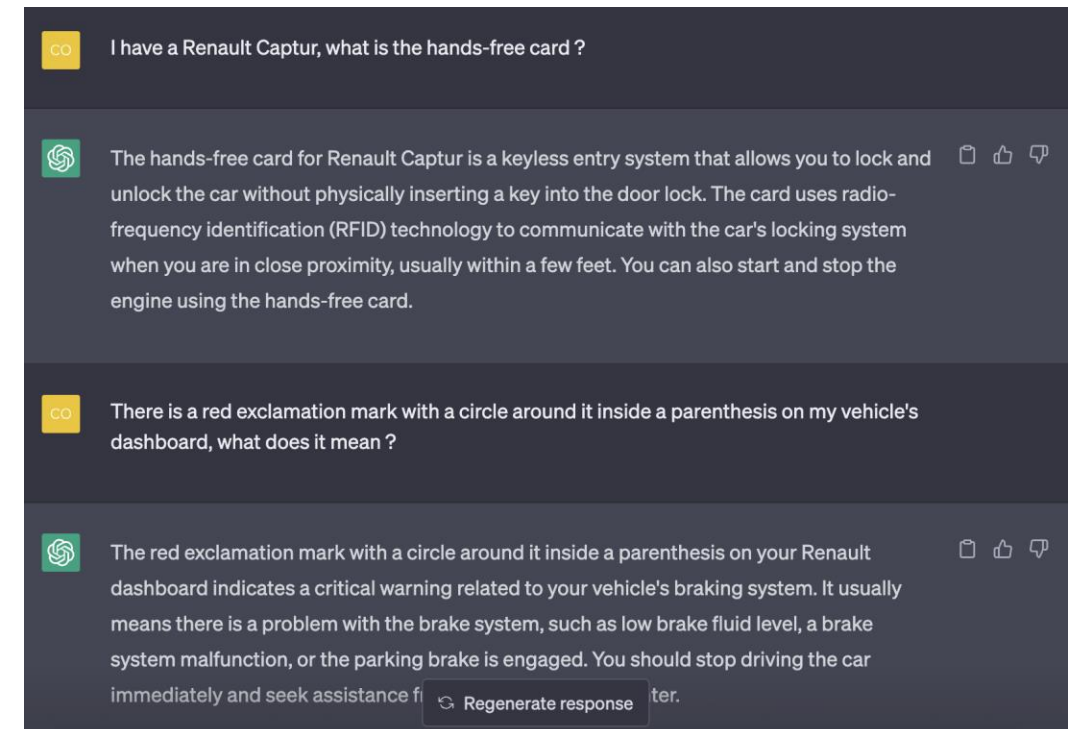 CO
I have a Renault Captur, what is the hands-free card ?
The hands-free card for Renault Captur is a keyless entry system that allows you to lock and
unlock the car without physically inserting a key into the door lock. The card uses radio-
frequency identification (RFID) technology to communicate with the car's locking system
when you are in close proximity, usually within a few feet. You can also start and stop the
engine using the hands-free card.
CO
There is a red exclamation mark with a circle around it inside a parenthesis on my vehicle's
dashboard, what does it mean ?
The red exclamation mark with a circle around it inside a parenthesis on your Renault
dashboard indicates a critical warning related to your vehicle's braking system. It usually
means there is a problem with the brake system, such as low brake fluid level, a brake
system malfunction, or the parking brake is engaged. You should stop driving the car
immediately and seek assistance ter.
Regenerate response